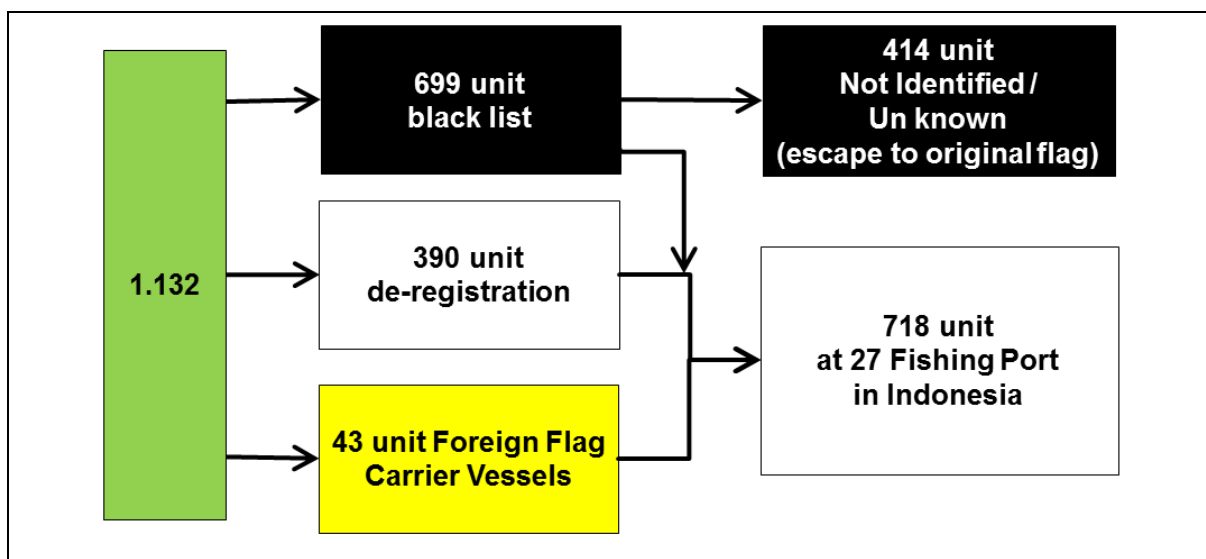 1.132
699 unit
black list
414 unit
Not Identified /
Un known
(escape to original flag)
390 unit
de-registration
718 unit
at 27 Fishing Port
in Indonesia
43 unit Foreign Flag
Carrier Vessels